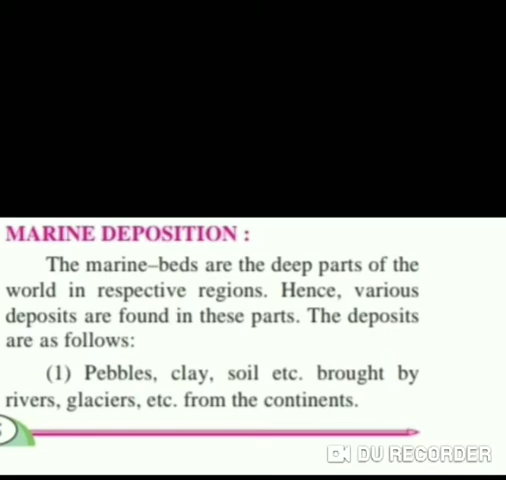 MARINE DEPOSITION :
The marine–beds are the deep parts of the
world in respective regions. Hence, various
deposits are found in these parts. The deposits
are as follows:
(1) Pebbles, clay, soil etc. brought by
rivers, glaciers, etc. from the continents.
DU RECORDER